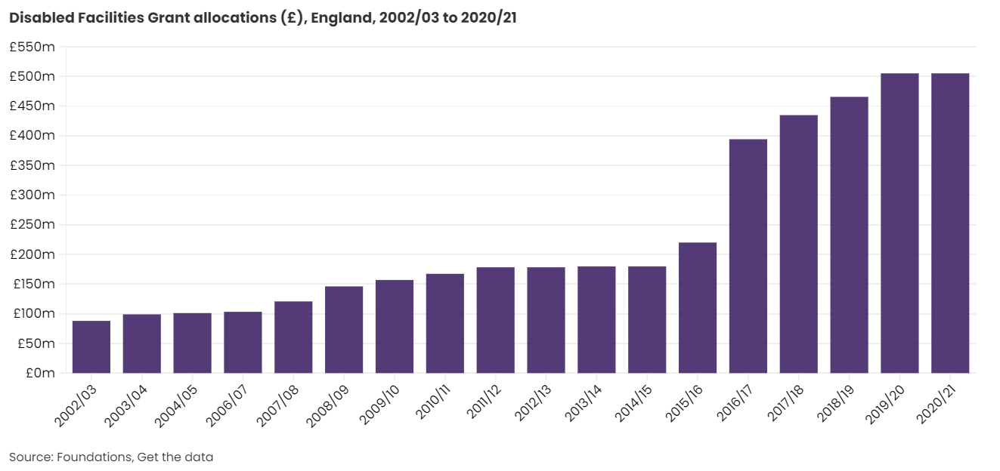 Disabled Facilities Grant allocations (£), England, 2002/03 to 2020/21
£550m
£500m
£450m
£400m
£350m
£300m
£250m
£200m
£150m
£100m
£50m
£0m
2002/03
2003/04
2004/05
2006/07
2007/08
2008/09
2009/10
2010/11
2011/12
2012/13
2013/14
2014/15
2015/16
2016/17
2017/18
2018/19
2019/20
2020/21
Source: Foundations, Get the data